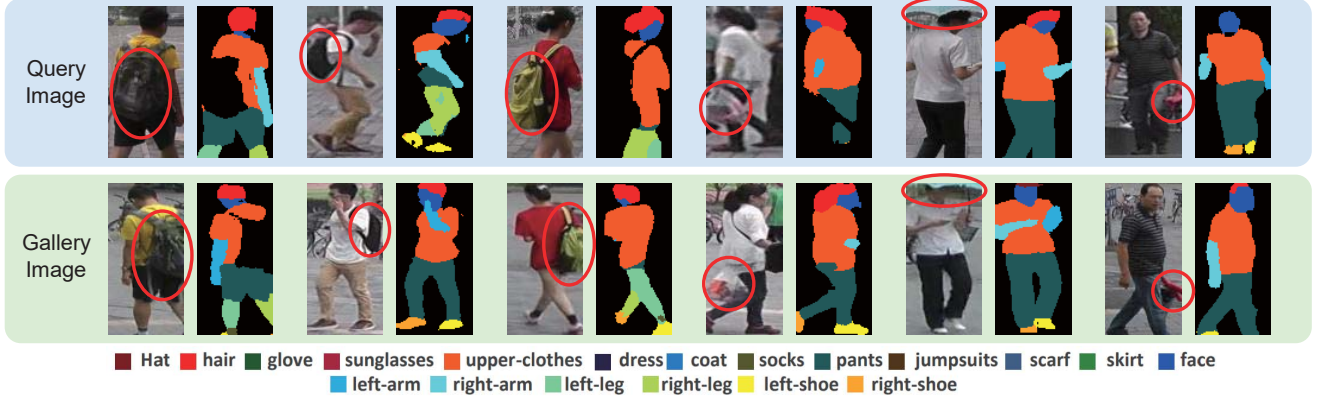 Query
Image
Gallery
Image
Hat hair glove sunglasses upper-clothes dress coat socks pants jumpsuits scarf skirt face
left-arm right-arm left-leg right-leg left-shoe right-shoe